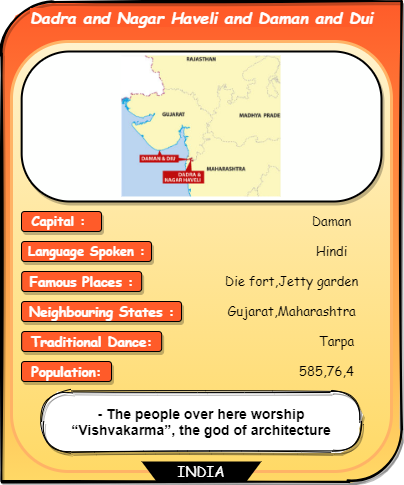 Dadra and Nagar Haveli and Daman and Dui
RAJASTHAN
GUJARAT
MADHYA PRADE
DAMAN & DIU
MAHARASHTRA
DADRA &
NAGAR HAVELI
Capital : Daman
Language Spoken : Hindi
Famous Places : Die fort,Jetty garden
Neighbouring States : Gujarat,Maharashtra
Traditional Dance: Tarpa
Population: 585,76,4
- The people over here worship
“Vishvakarma”, the god of architecture
INDIA